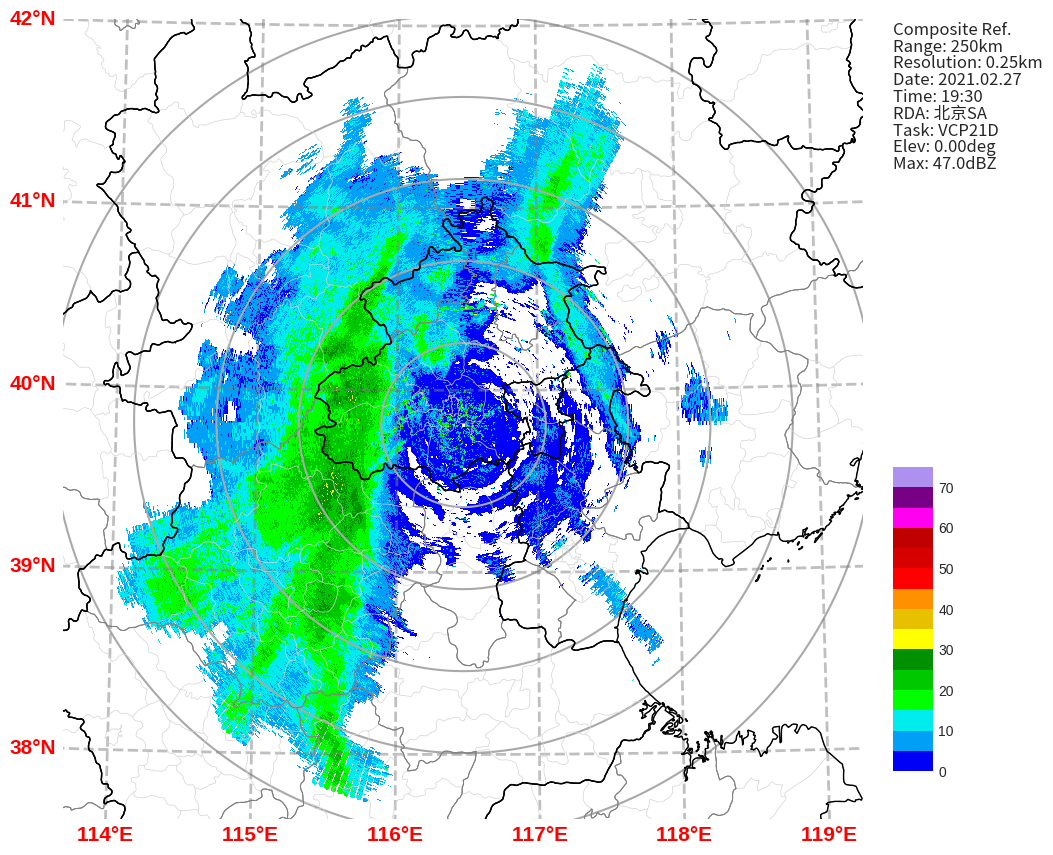 Composite Ref.
Range: 250km
Resolution: 0.25km
Date: 2021.02.27
Time: 19:30
RDA: 北京SA
Task: VCP21D
Elev: 0.00deg
Max: 47.0dBZ
42°N
41°N
40°N
39°N
38°N
70
60
50
40
30
20
10
0
114°E
115°E
116°E
117°E
118°E
119°E